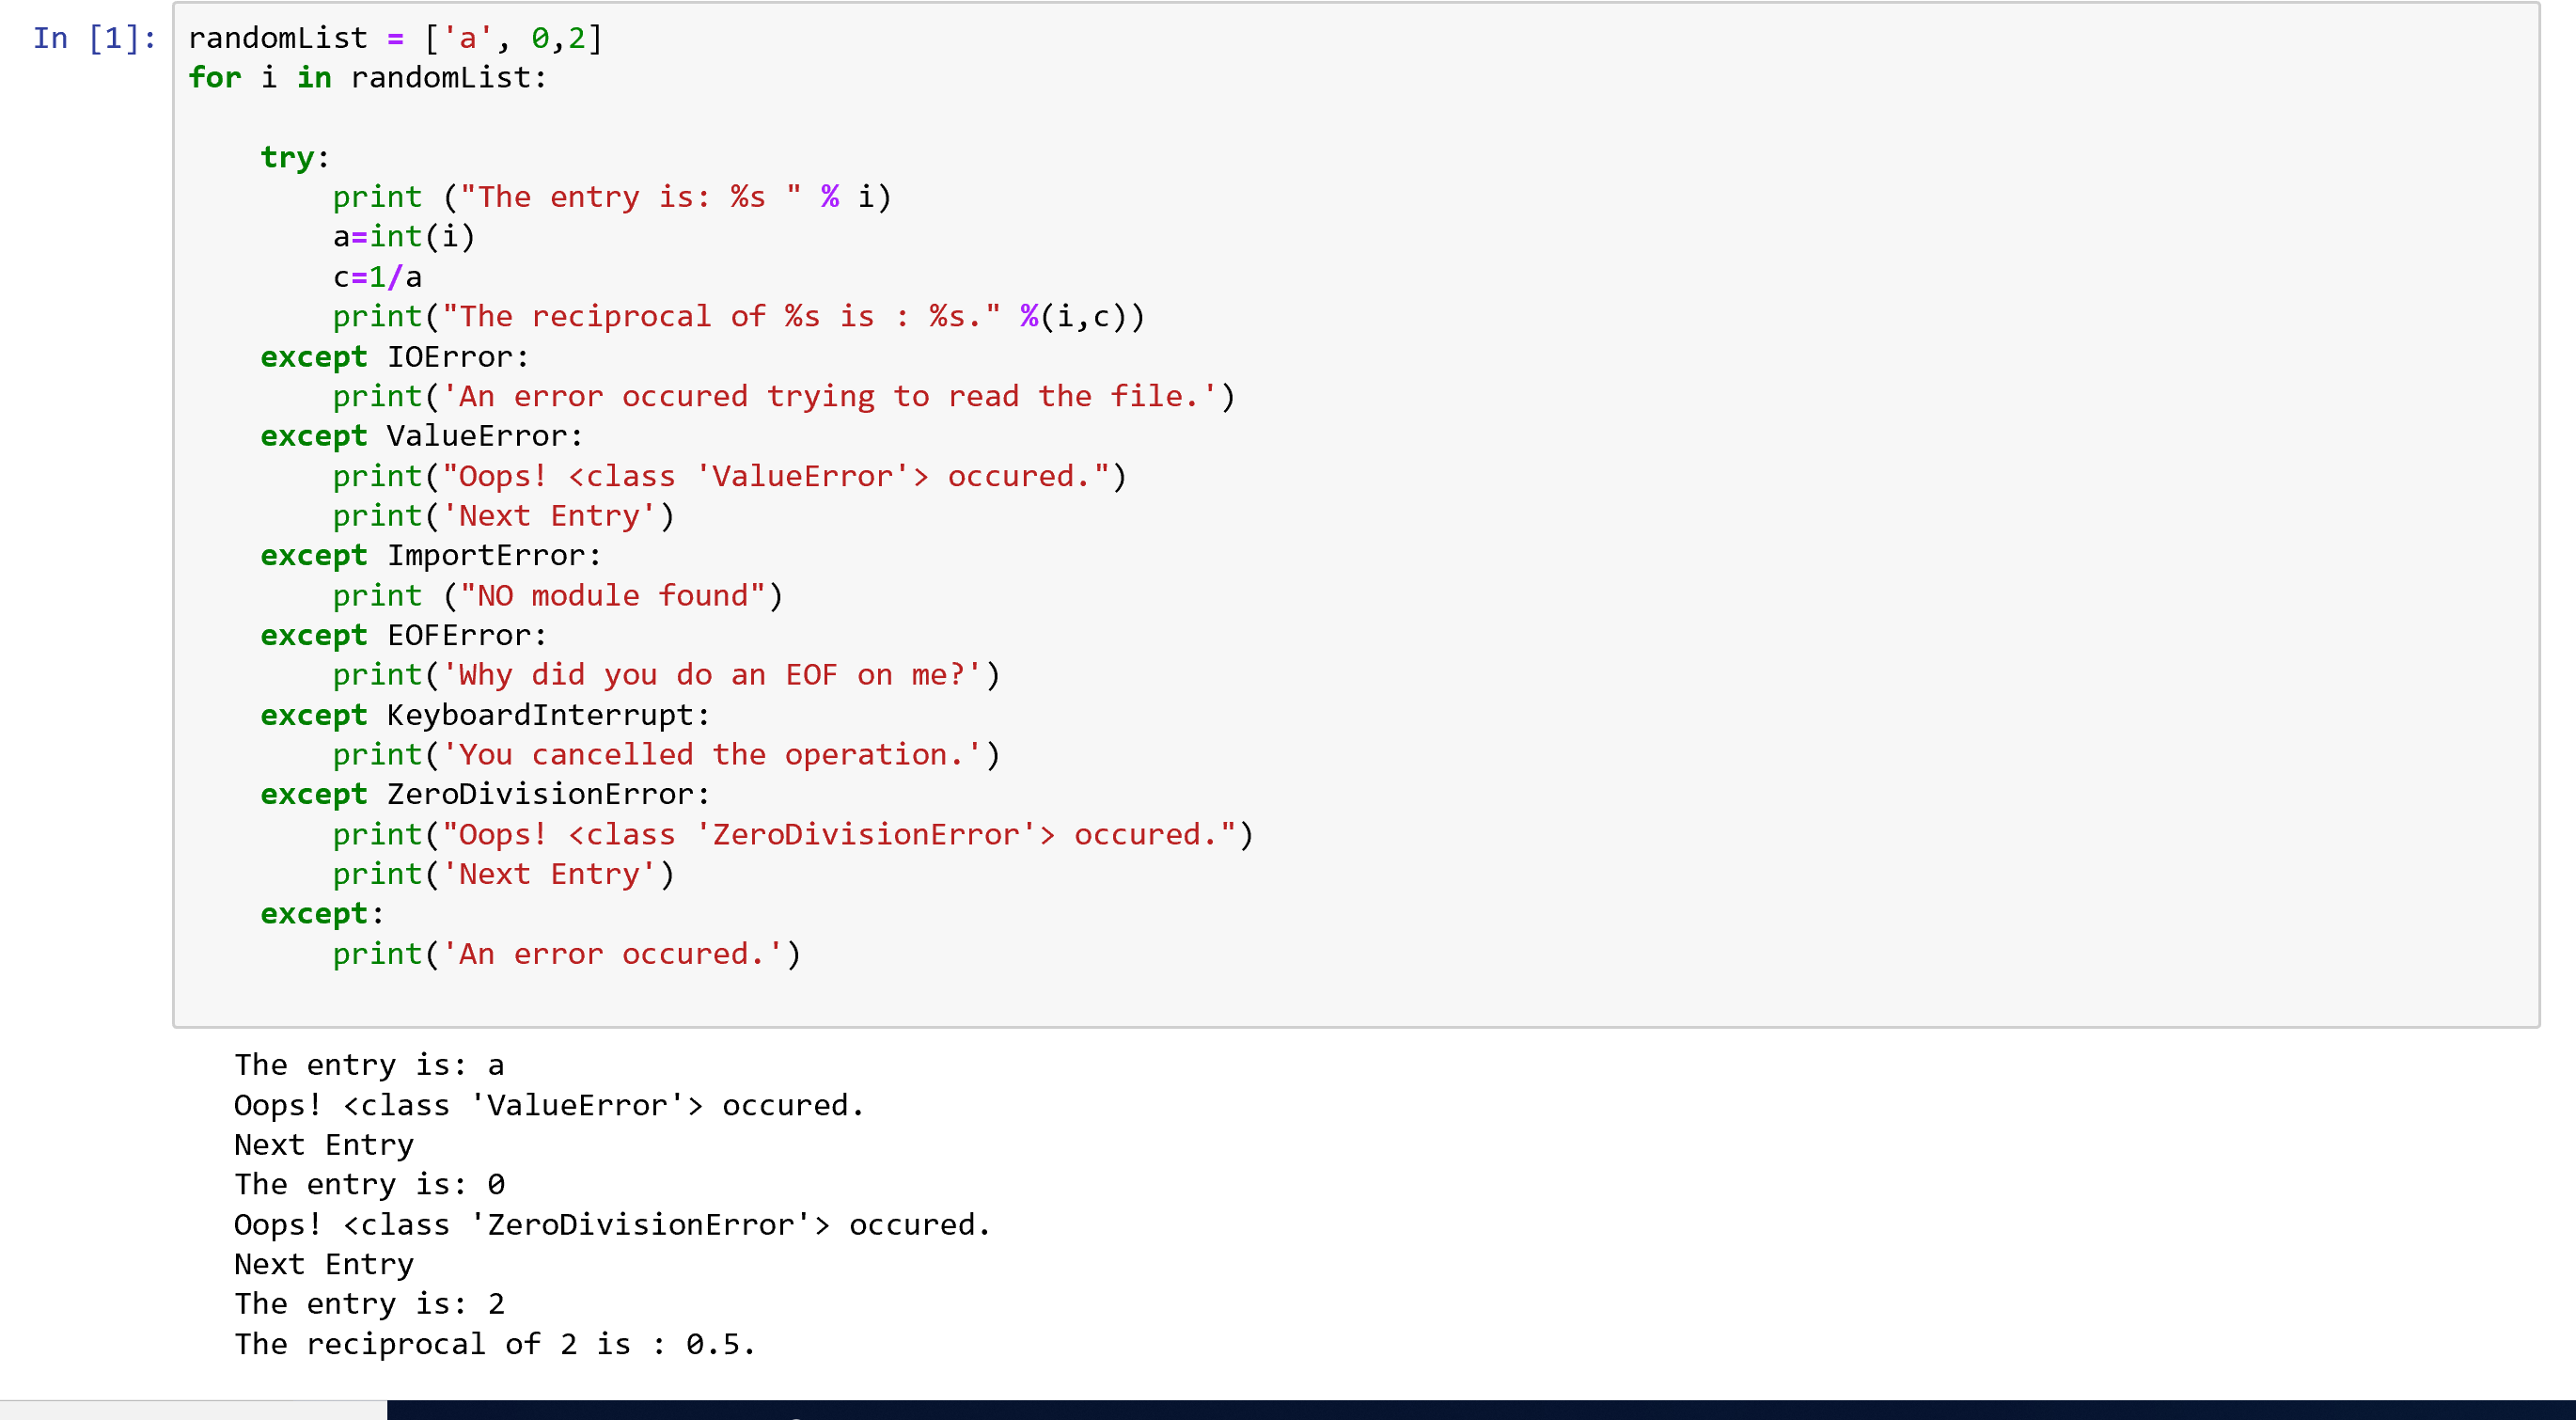 In [1]: randomList = ['a', 0,2]
for i in randomList:
    try:
        print ("The entry is: %s " % i)
        a=int(i)
        c=1/a
        print("The reciprocal of %s is : %s." %(i,c))
    except IOError:
        print('An error occured trying to read the file.')
    except ValueError:
        print("Oops! <class 'ValueError'> occured.")
        print('Next Entry')
    except ImportError:
        print ("NO module found")
    except EOFError:
        print('Why did you do an EOF on me?')
    except KeyboardInterrupt:
        print('You cancelled the operation.')
    except ZeroDivisionError:
        print("Oops! <class 'ZeroDivisionError'> occured.")
        print('Next Entry')
    except:
        print('An error occured.')
The entry is: a
Oops! <class 'ValueError'> occured.
Next Entry
The entry is: 0
Oops! <class 'ZeroDivisionError'> occured.
Next Entry
The entry is: 2
The reciprocal of 2 is : 0.5.